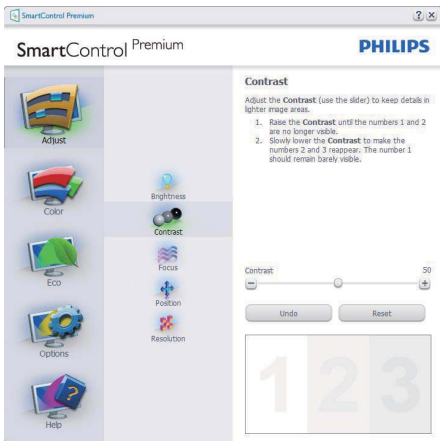 SmartControl Premium
SmartControl Premium
PHILIPS
Adjust
Color
Eco
Options
Help
Brightness
Contrast
Focus
Position
Resolution
Contrast
Adjust the Contrast (use the slider) to keep details in
lighter image areas.
1. Raise the Contrast until the numbers 1 and 2
are no longer visible.
2. Slowly lower the Contrast to make the
numbers 2 and 3 reappear. The number 1
should remain barely visible.
Contrast 50
Undo Reset
1 2 3